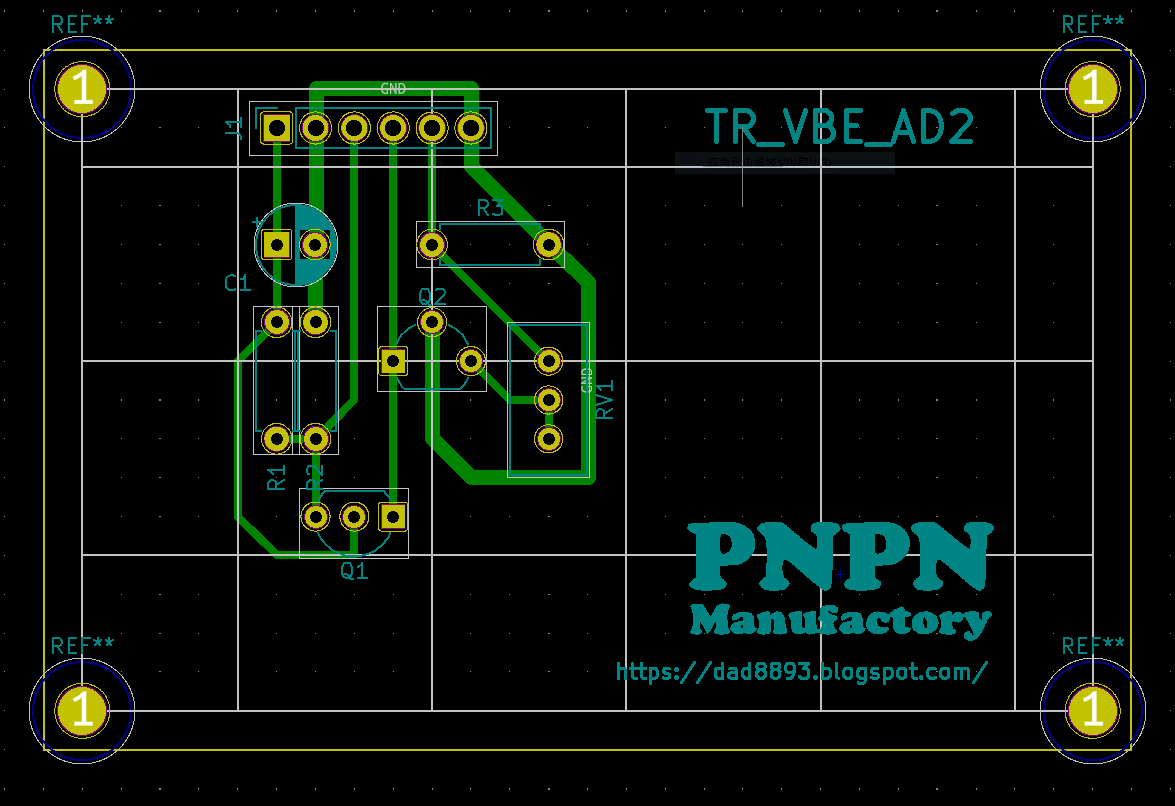 REF**
REF**
1
1
GND
J1
TR_VBE_AD2
R3
+
C1
Q2
GND
RV1
R1
R2
Q1
PNPN
Manufactory
REF**
REF**
https://dad8893.blogspot.com/
1
1